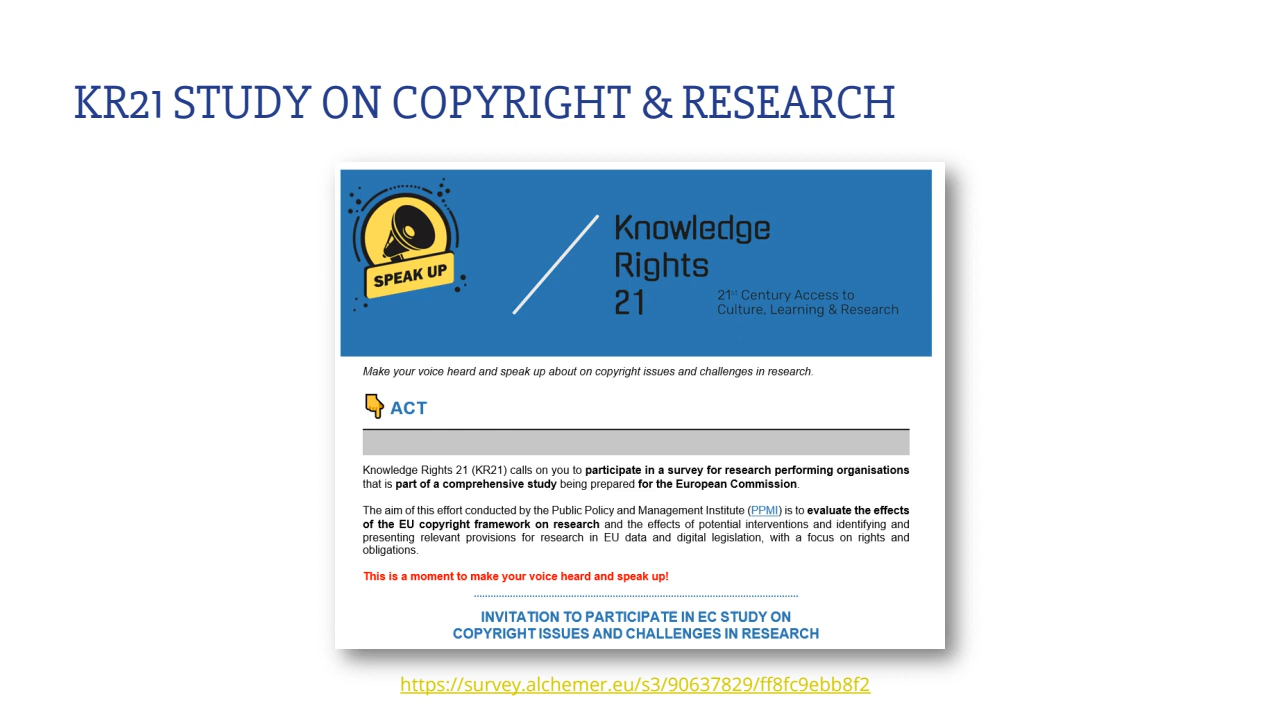 KR21 STUDY ON COPYRIGHT & RESEARCH
SPEAK UP
Knowledge
Rights
21
21st Century Access to
Culture, Learning & Research
Make your voice heard and speak up about on copyright issues and challenges in research.
ACT
Knowledge Rights 21 (KR21) calls on you to participate in a survey for research performing organisations
that is part of a comprehensive study being prepared for the European Commission.
The aim of this effort conducted by the Public Policy and Management Institute (PPMI) is to evaluate the effects
of the EU copyright framework on research and the effects of potential interventions and identifying and
presenting relevant provisions for research in EU data and digital legislation, with a focus on rights and
obligations.
This is a moment to make your voice heard and speak up!
INVITATION TO PARTICIPATE IN EC STUDY ON
COPYRIGHT ISSUES AND CHALLENGES IN RESEARCH
https://survey.alchemer.eu/s3/90637829/ff8fc9ebb8f2